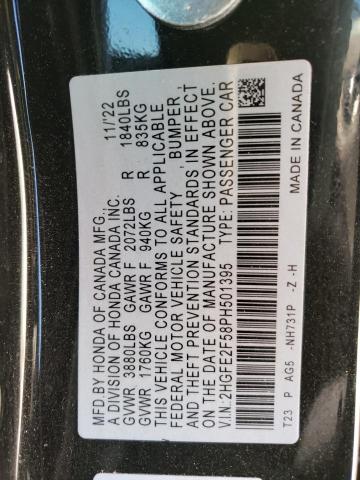 MFD.BY HONDA OF CANADA MFG., 11/'22
A DIVISION OF HONDA CANADA INC.
GVWR 3880LBS GAWR F 2072LBS R 1840LBS
GVWR 1760KG GAWR F 940KG R 835KG
THIS VEHICLE CONFORMS TO ALL APPLICABLE
FEDERAL MOTOR VEHICLE SAFETY, BUMPER,
AND THEFT PREVENTION STANDARDS IN EFFECT
ON THE DATE OF MANUFACTURE SHOWN ABOVE.
V.I.N.:2HGFE2F58PH501395 TYPE: PASSENGER CAR
T23 P AG5 -NH731P -Z -H MADE IN CANADA